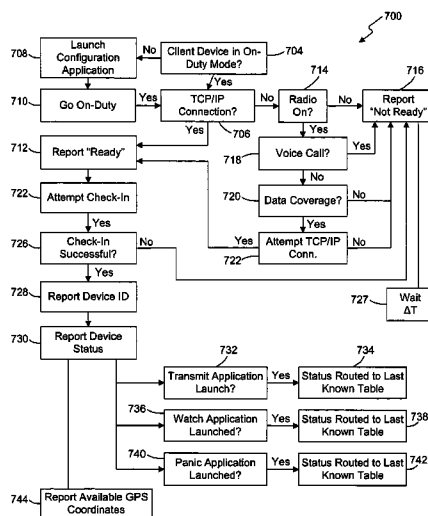 700
708
Launch
Configuration
Application
No
Client Device in On-
Duty Mode?
704
Yes
710
Go On-Duty
Yes
TCP/IP
Connection?
706
No
714
Radio
On?
No
716
Report
"Not Ready"
Yes
Yes
712
Report "Ready"
718
Voice Call?
Yes
No
722
Attempt Check-In
720
Data Coverage?
No
Yes
Yes
726
Check-In
Successful?
No
Yes
Attempt TCP/IP
Conn.
No
722
Yes
728
Report Device ID
727
Wait
ΔT
730
Report Device
Status
732
Transmit Application
Launch?
Yes
734
Status Routed to Last
Known Table
736
Watch Application
Launched?
Yes
Status Routed to Last
Known Table
738
740
Panic Application
Launched?
Yes
Status Routed to Last
Known Table
742
744
Report Available GPS
Coordinates